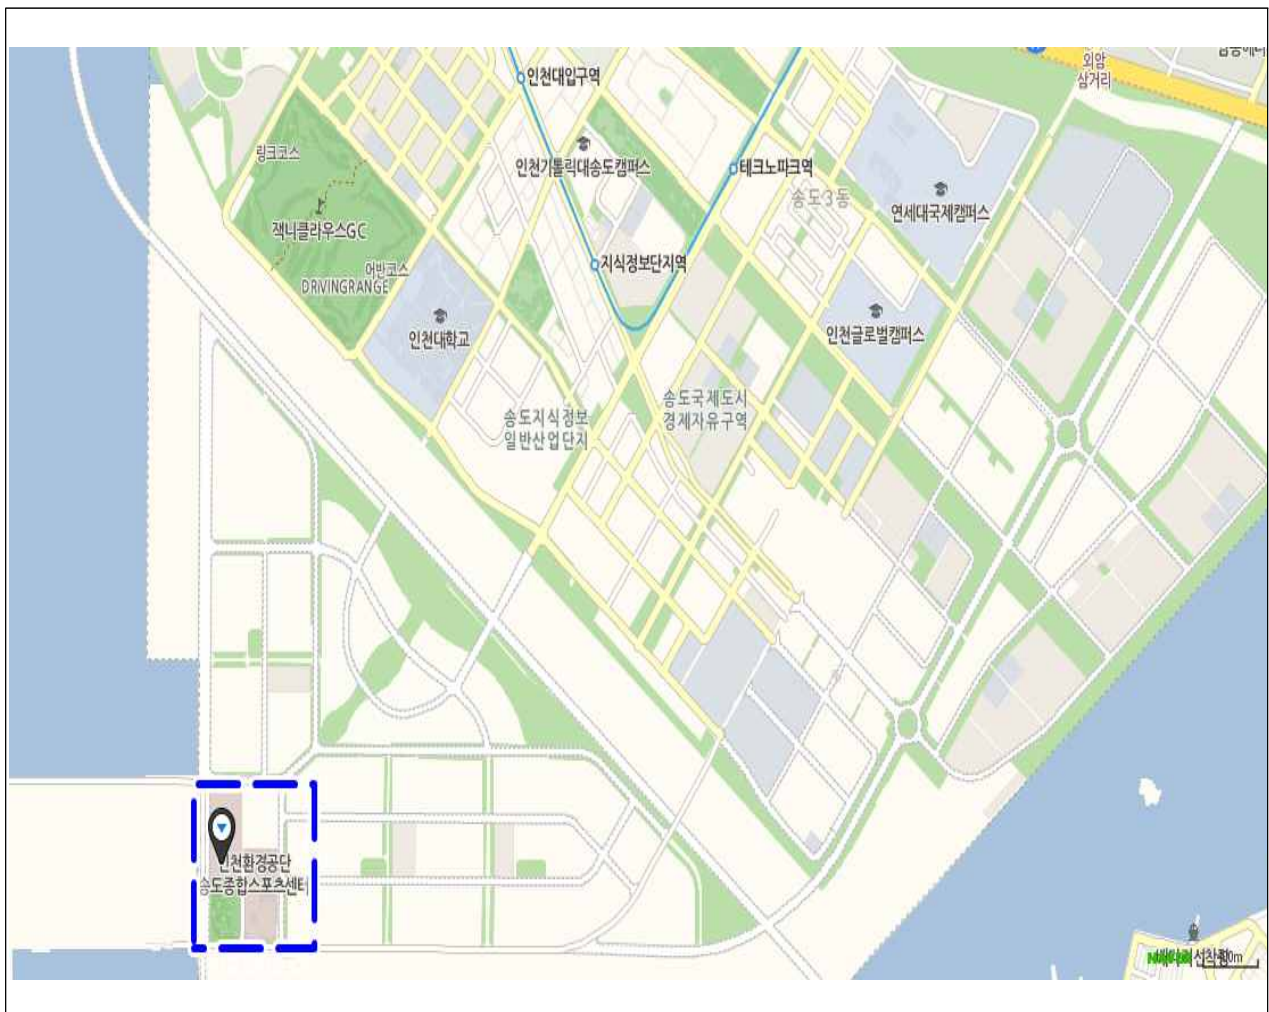 인천대입구역
외암
삼거리
링크코스
인천가톨릭대송도캠퍼스
테크노파크역
송도3동
연세대국제캠퍼스
잭니클라우스GC
어반코스
DRIVINGRANGE
지식정보단지역
인천대학교
인천글로벌캠퍼스
송도국제도시
경제자유구역
송도지식정보
일반산업단지
인천환경공단
송도종합스포츠센터